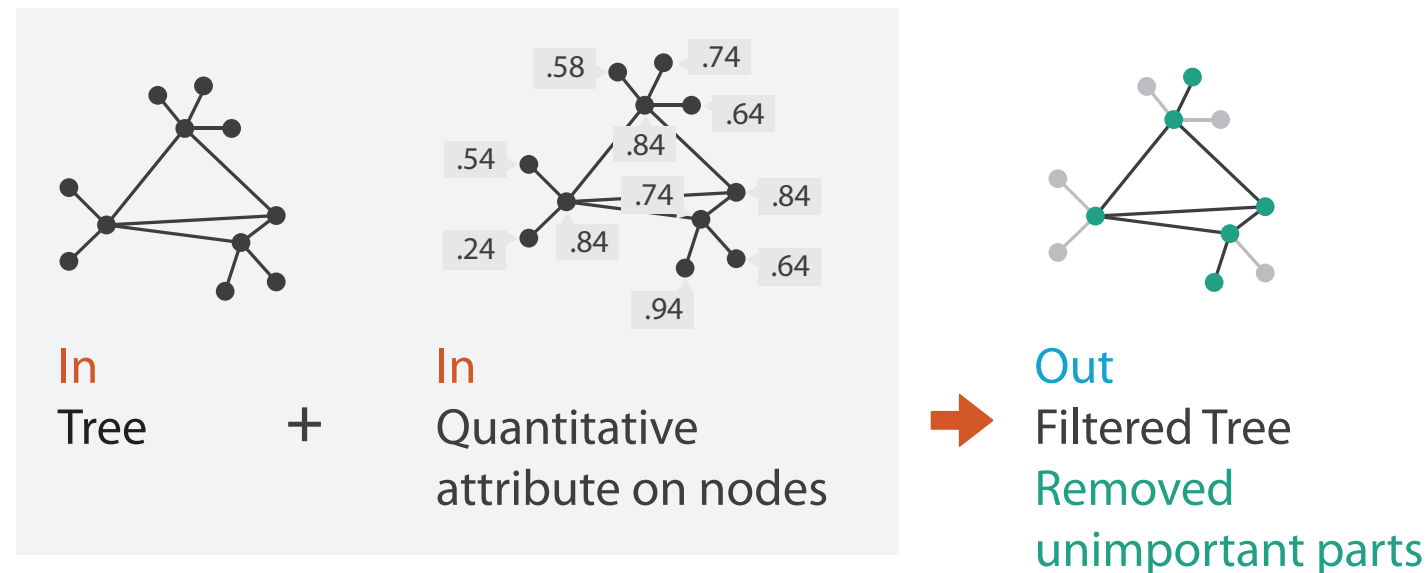 .58
.74
.64
.84
.54
.74
.84
.24
.84
.64
.94
In
Tree
+
In
Quantitative
attribute on nodes
Out
Filtered Tree
Removed
unimportant parts